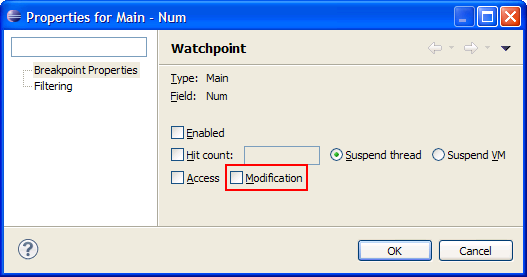 Properties for Main - Num
Breakpoint Properties
Filtering
Watchpoint
Type: Main
Field: Num
Enabled
Hit count: Suspend thread Suspend VM
Access Modification
?
OK Cancel